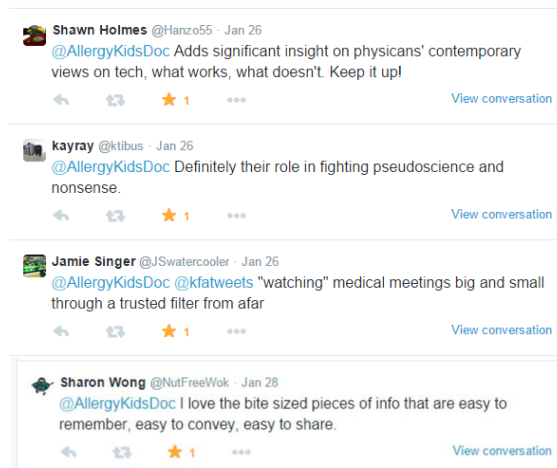 Shawn Holmes @Hanzo55 · Jan 26
@AllergyKidsDoc Adds significant insight on physicans' contemporary
views on tech, what works, what doesn't. Keep it up!
1 View conversation
kayray @ktibus · Jan 26
@AllergyKidsDoc Definitely their role in fighting pseudoscience and
nonsense.
1 View conversation
Jamie Singer @JSwatercooler · Jan 26
@AllergyKidsDoc @kfatweets "watching" medical meetings big and small
through a trusted filter from afar
1 View conversation
Sharon Wong @NutFreeWok · Jan 28
@AllergyKidsDoc I love the bite sized pieces of info that are easy to
remember, easy to convey, easy to share.
1 View conversation